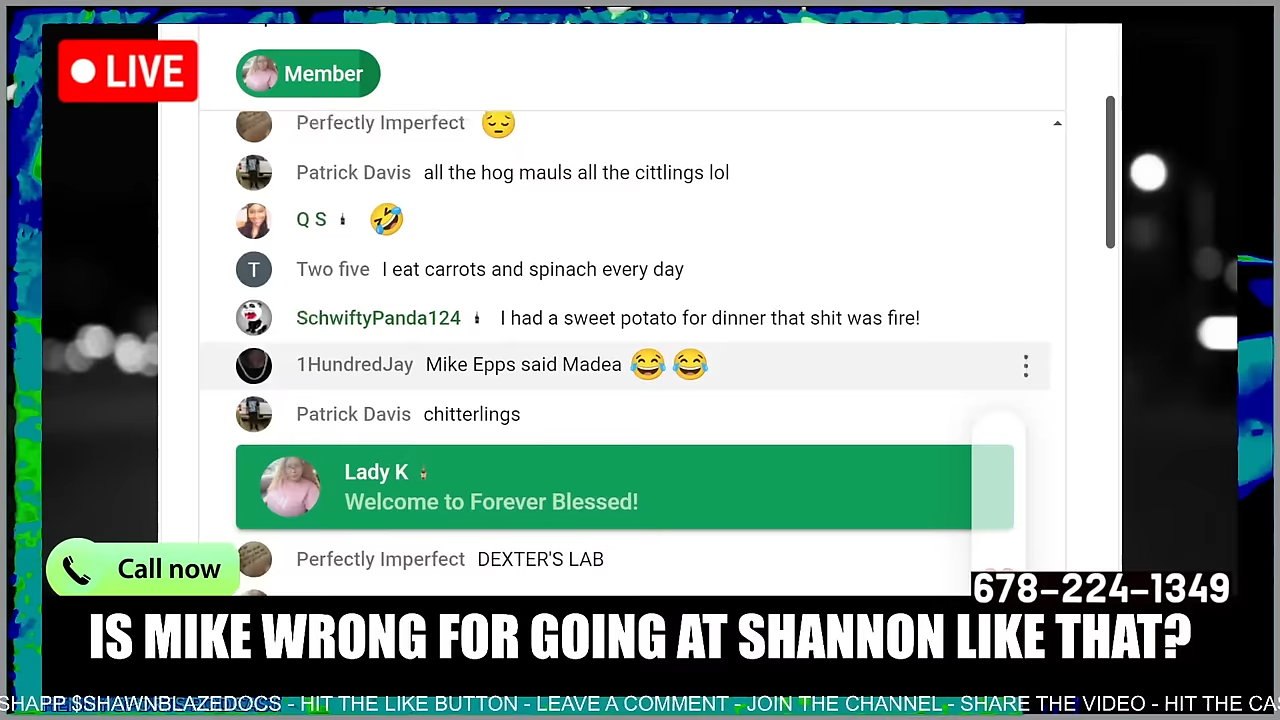 LIVE
Member
Perfectly Imperfect
Patrick Davis all the hog mauls all the cittlings lol
Q S
T Two five I eat carrots and spinach every day
SchwiftyPanda124 I had a sweet potato for dinner that shit was fire!
1HundredJay Mike Epps said Madea
Patrick Davis chitterlings
Lady K
Welcome to Forever Blessed!
Perfectly Imperfect DEXTER'S LAB
Call now
678-224-1349
IS MIKE WRONG FOR GOING AT SHANNON LIKE THAT?
SHAPP $SHAWNBLAZEDOCS - HIT THE LIKE BUTTON - LEAVE A COMMENT - JOIN THE CHANNEL - SHARE THE VIDEO - HIT THE CA